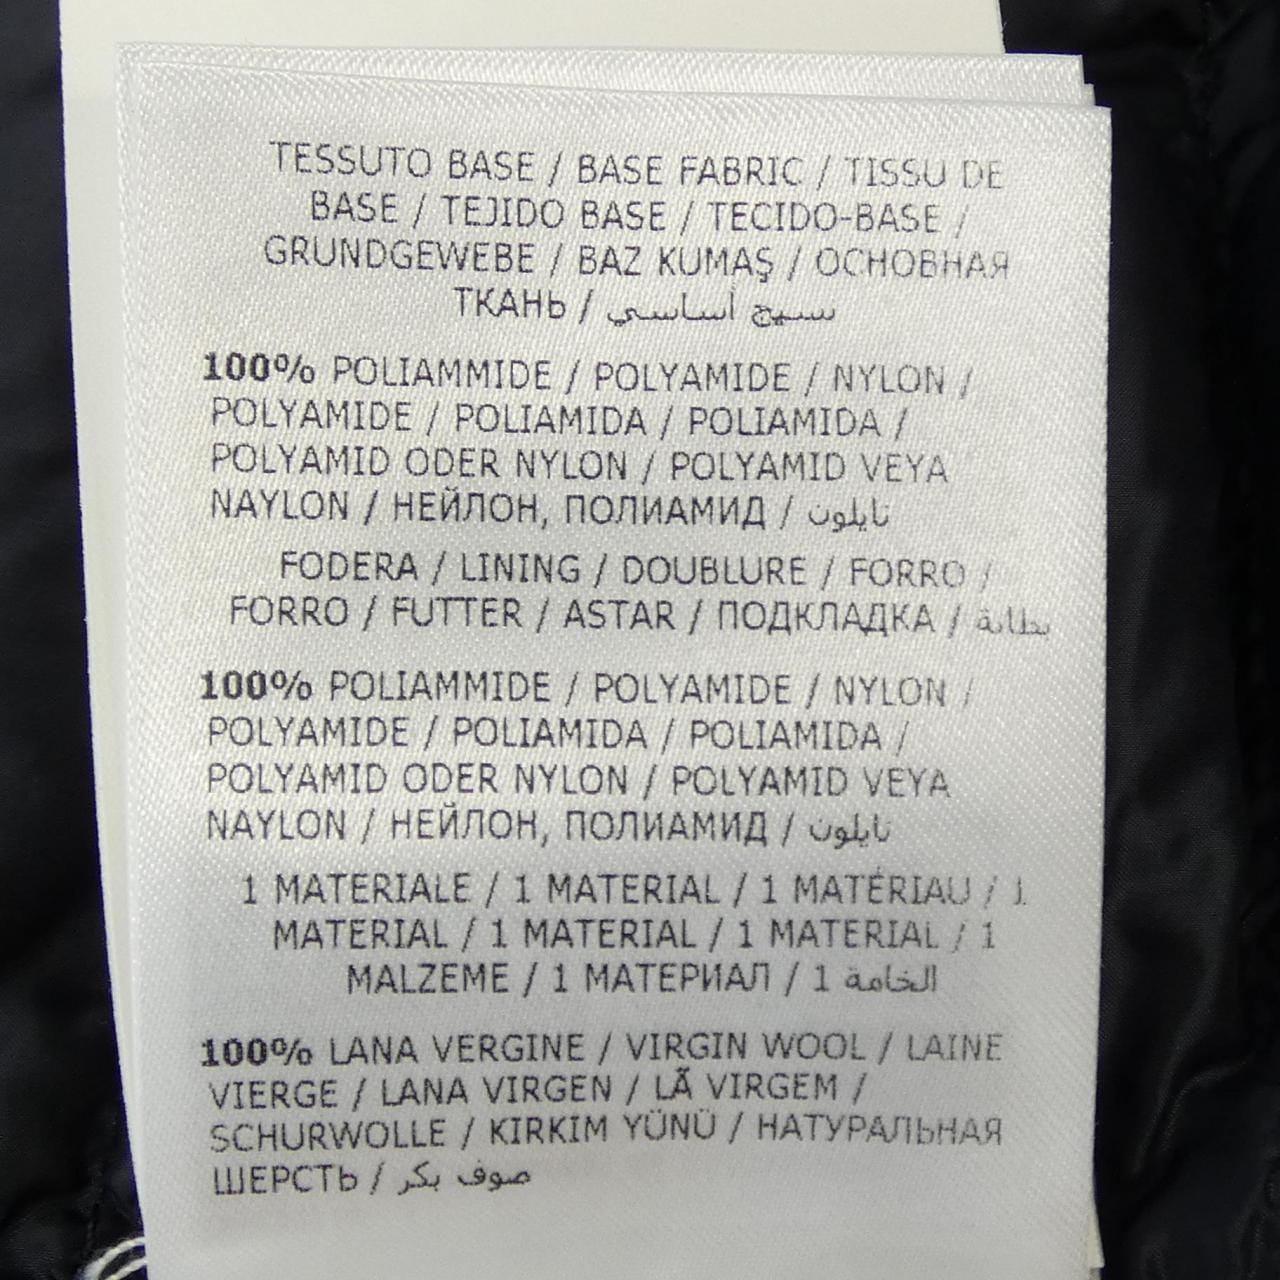 TESSUTO BASE / BASE FABRIC / TISSU DE
BASE / TEJIDO BASE / TECIDO-BASE /
GRUNDGEWEBE / BAZ KUMAŞ / ОСНОВНАЯ
ТКАНЬ / نسيج أساسي
100% POLIAMMIDE / POLYAMIDE / NYLON /
POLYAMIDE / POLIAMIDA / POLIAMIDA /
POLYAMID ODER NYLON / POLYAMID VEYA
NAYLON / НЕЙЛОН, ПОЛИАМИД / نايلون
FODERA / LINING / DOUBLURE / FORRO /
FORRO / FUTTER / ASTAR / ПОДКЛАДКА / بطانة
100% POLIAMMIDE / POLYAMIDE / NYLON /
POLYAMIDE / POLIAMIDA / POLIAMIDA /
POLYAMID ODER NYLON / POLYAMID VEYA
NAYLON / НЕЙЛОН, ПОЛИАМИД / نايلون
1 MATERIALE / 1 MATERIAL / 1 MATÉRIAU / 1
MATERIAL / 1 MATERIAL / 1 MATERIAL / 1
MALZEME / 1 МАТЕРИАЛ / 1 الخامة
100% LANA VERGINE / VIRGIN WOOL / LAINE
VIERGE / LANA VIRGEN / LÃ VIRGEM /
SCHURWOLLE / KIRKIM YÜNÜ / НАТУРАЛЬНАЯ
ШЕРСТЬ / صوف بكر